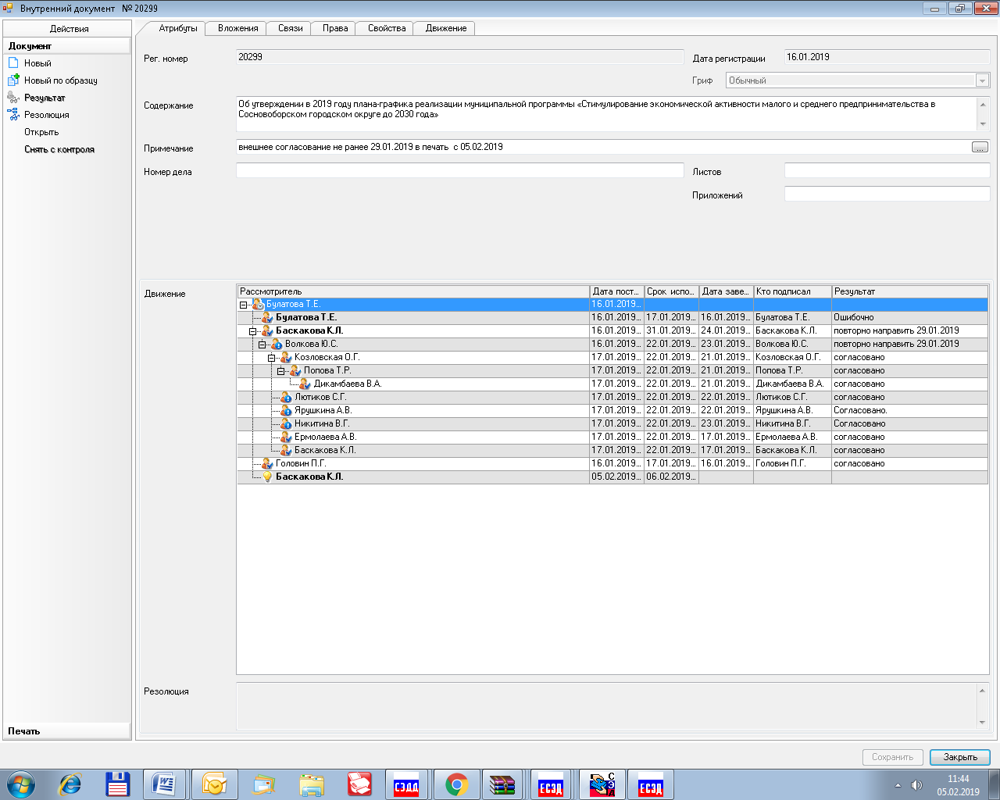 Внутренний документ № 20299
Действия
Документ
Новый
Новый по образцу
Результат
Резолюция
Открыть
Снять с контроля
Печать
Атрибуты Вложения Связи Права Свойства Движение
Рег. номер 20299 Дата регистрации 16.01.2019
Гриф Обычный
Содержание Об утверждении в 2019 году плана-графика реализации муниципальной программы «Стимулирование экономической активности малого и среднего предпринимательства в
Сосновоборском городском округе до 2030 года»
Примечание внешнее согласование не ранее 29.01.2019 в печать с 05.02.2019 ...
Номер дела Листов
Приложений
Движение
Рассмотритель Дата пост... Срок испо... Дата заве... Кто подписал Результат
Булатова Т.Е. 16.01.2019...
Булатова Т.Е. 16.01.2019... 17.01.2019... 16.01.2019... Булатова Т.Е. Ошибочно
Баскакова К.Л. 16.01.2019... 31.01.2019... 24.01.2019... Баскакова К.Л. повторно направить 29.01.2019
Волкова Ю.С. 16.01.2019... 22.01.2019... 23.01.2019... Волкова Ю.С. повторно направить 29.01.2019
Козловская О.Г. 17.01.2019... 22.01.2019... 22.01.2019... Козловская О.Г. согласовано
Попова Т.Р. 17.01.2019... 22.01.2019... 21.01.2019... Попова Т.Р. согласовано
Дикамбаева В.А. 17.01.2019... 22.01.2019... 21.01.2019... Дикамбаева В.А. согласовано
Лютиков С.Г. 17.01.2019... 22.01.2019... 22.01.2019... Лютиков С.Г. согласовано
Ярушкина А.В. 17.01.2019... 22.01.2019... 22.01.2019... Ярушкина А.В. Согласовано.
Никитина В.Г. 17.01.2019... 22.01.2019... 23.01.2019... Никитина В.Г. Согласовано
Ермолаева А.В. 17.01.2019... 22.01.2019... 17.01.2019... Ермолаева А.В. согласовано
Баскакова К.Л. 17.01.2019... 22.01.2019... 17.01.2019... Баскакова К.Л. согласовано
Головин П.Г. 16.01.2019... 17.01.2019... 16.01.2019... Головин П.Г. согласовано
Баскакова К.Л. 05.02.2019... 06.02.2019...
Резолюция
Сохранить Закрыть
СЭДД ЕСЭД СЭД ЕСЭД
11:44
05.02.2019